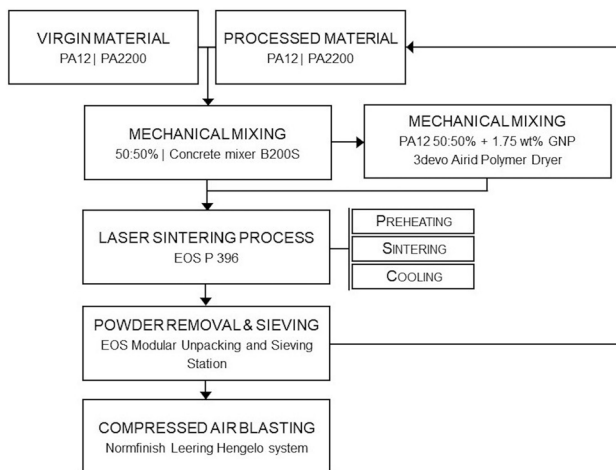 VIRGIN MATERIAL
PA12 | PA2200
PROCESSED MATERIAL
PA12 | PA2200
MECHANICAL MIXING
50:50% | Concrete mixer B200S
MECHANICAL MIXING
PA12 50:50% + 1.75 wt% GNP
3devo Airid Polymer Dryer
LASER SINTERING PROCESS
EOS P 396
PREHEATING
SINTERING
COOLING
POWDER REMOVAL & SIEVING
EOS Modular Unpacking and Sieving
Station
COMPRESSED AIR BLASTING
Normfinish Leering Hengelo system